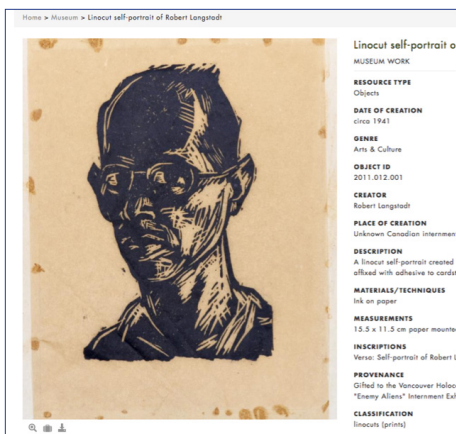 Home > Museum > Linocut self-portrait of Robert Langstadt
Linocut self-portrait o
MUSEUM WORK
RESOURCE TYPE
Objects
DATE OF CREATION
circa 1941
GENRE
Arts & Culture
OBJECT ID
2011.012.001
CREATOR
Robert Langstadt
PLACE OF CREATION
Unknown Canadian internment
DESCRIPTION
A linocut self-portrait created
affixed with adhesive to cardst
MATERIALS/TECHNIQUES
Ink on paper
MEASUREMENTS
15.5 x 11.5 cm paper mounted
INSCRIPTIONS
Verso: Self-portrait of Robert L
PROVENANCE
Gifted to the Vancouver Holoc
"Enemy Aliens" Internment Exh
CLASSIFICATION
linocuts (prints)